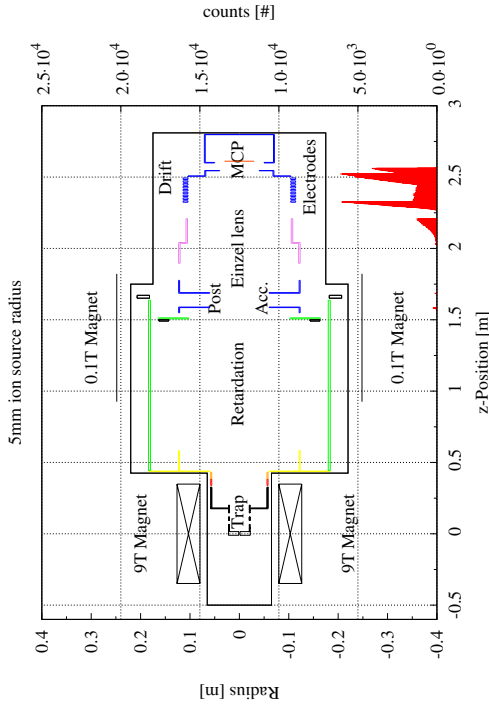 5mm ion source radius
9T Magnet
0.1T Magnet
Drift
Post
Trap
Retardation
Einzel lens
MCP
Acc.
Electrodes
9T Magnet
0.1T Magnet
Radius [m]
0.4
0.3
0.2
0.1
0
-0.1
-0.2
-0.3
-0.4
-0.5
0
0.5
1
1.5
2
2.5
3
z-Position [m]
2.5·10⁴
2.0·10⁴
1.5·10⁴
1.0·10⁴
5.0·10³
0.0·10⁰
counts [#]